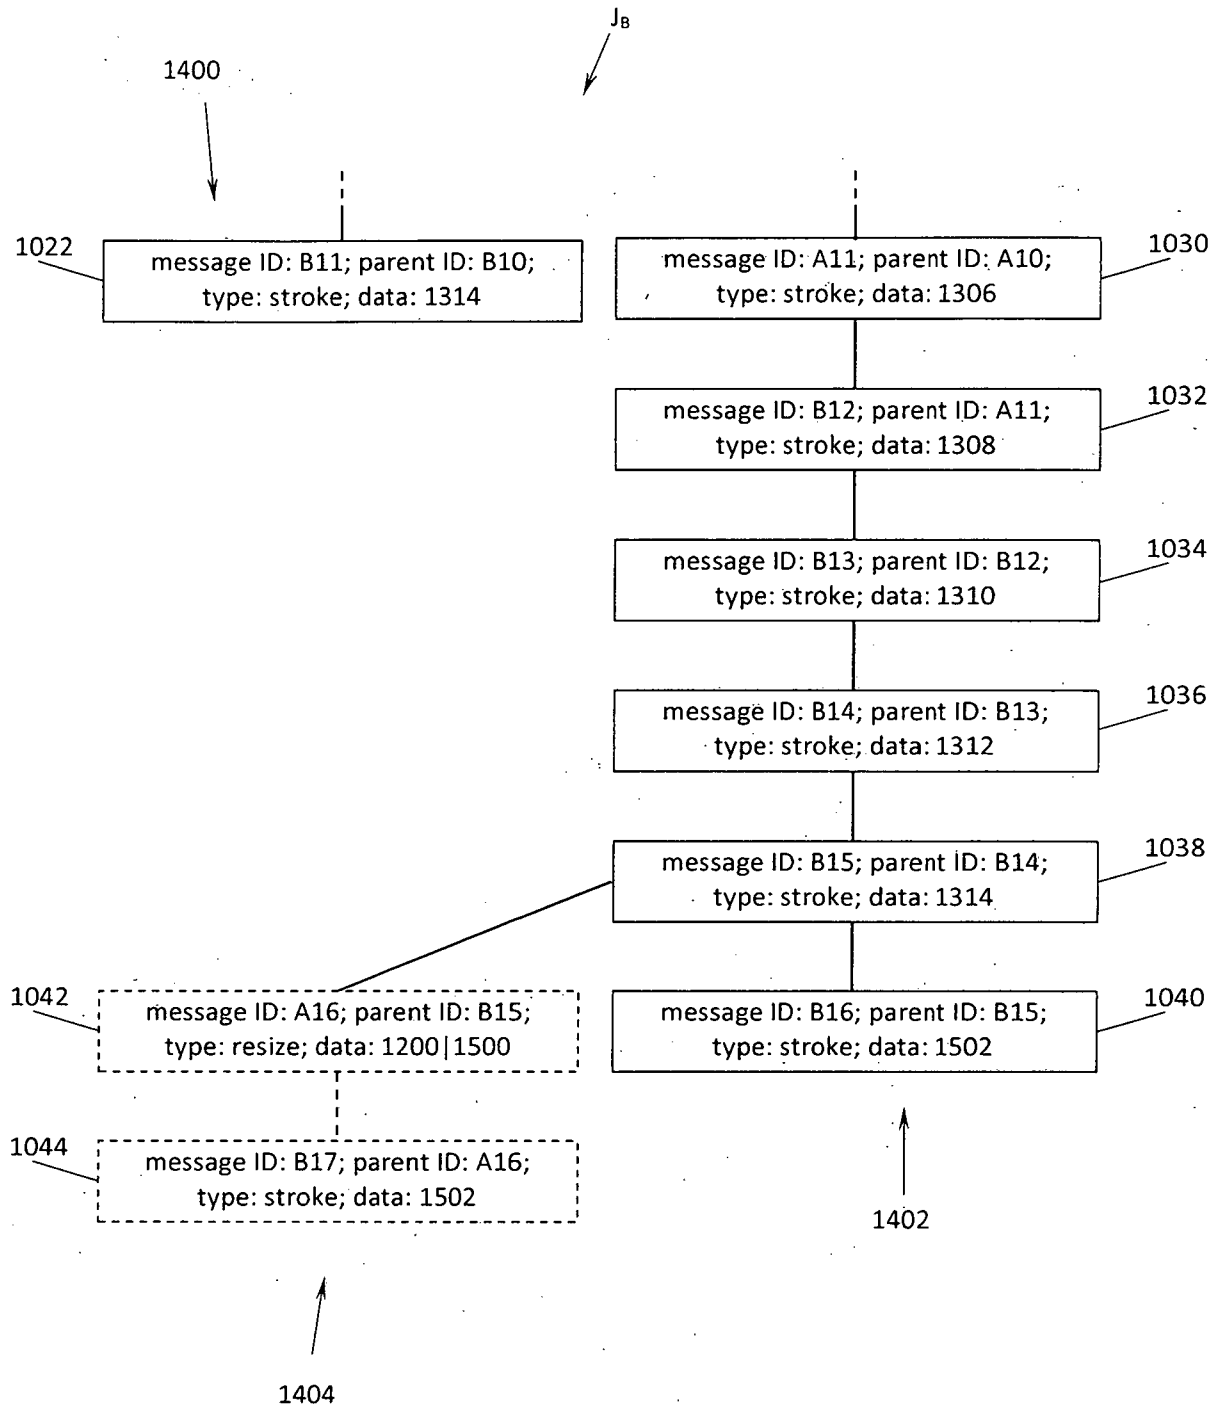 J_B
1400
1022
message ID: B11; parent ID: B10;
type: stroke; data: 1314
message ID: A11; parent ID: A10;
type: stroke; data: 1306
1030
message ID: B12; parent ID: A11;
type: stroke; data: 1308
1032
message ID: B13; parent ID: B12;
type: stroke; data: 1310
1034
message ID: B14; parent ID: B13;
type: stroke; data: 1312
1036
message ID: B15; parent ID: B14;
type: stroke; data: 1314
1038
1042
message ID: A16; parent ID: B15;
type: resize; data: 1200|1500
message ID: B16; parent ID: B15;
type: stroke; data: 1502
1040
1044
message ID: B17; parent ID: A16;
type: stroke; data: 1502
1402
1404